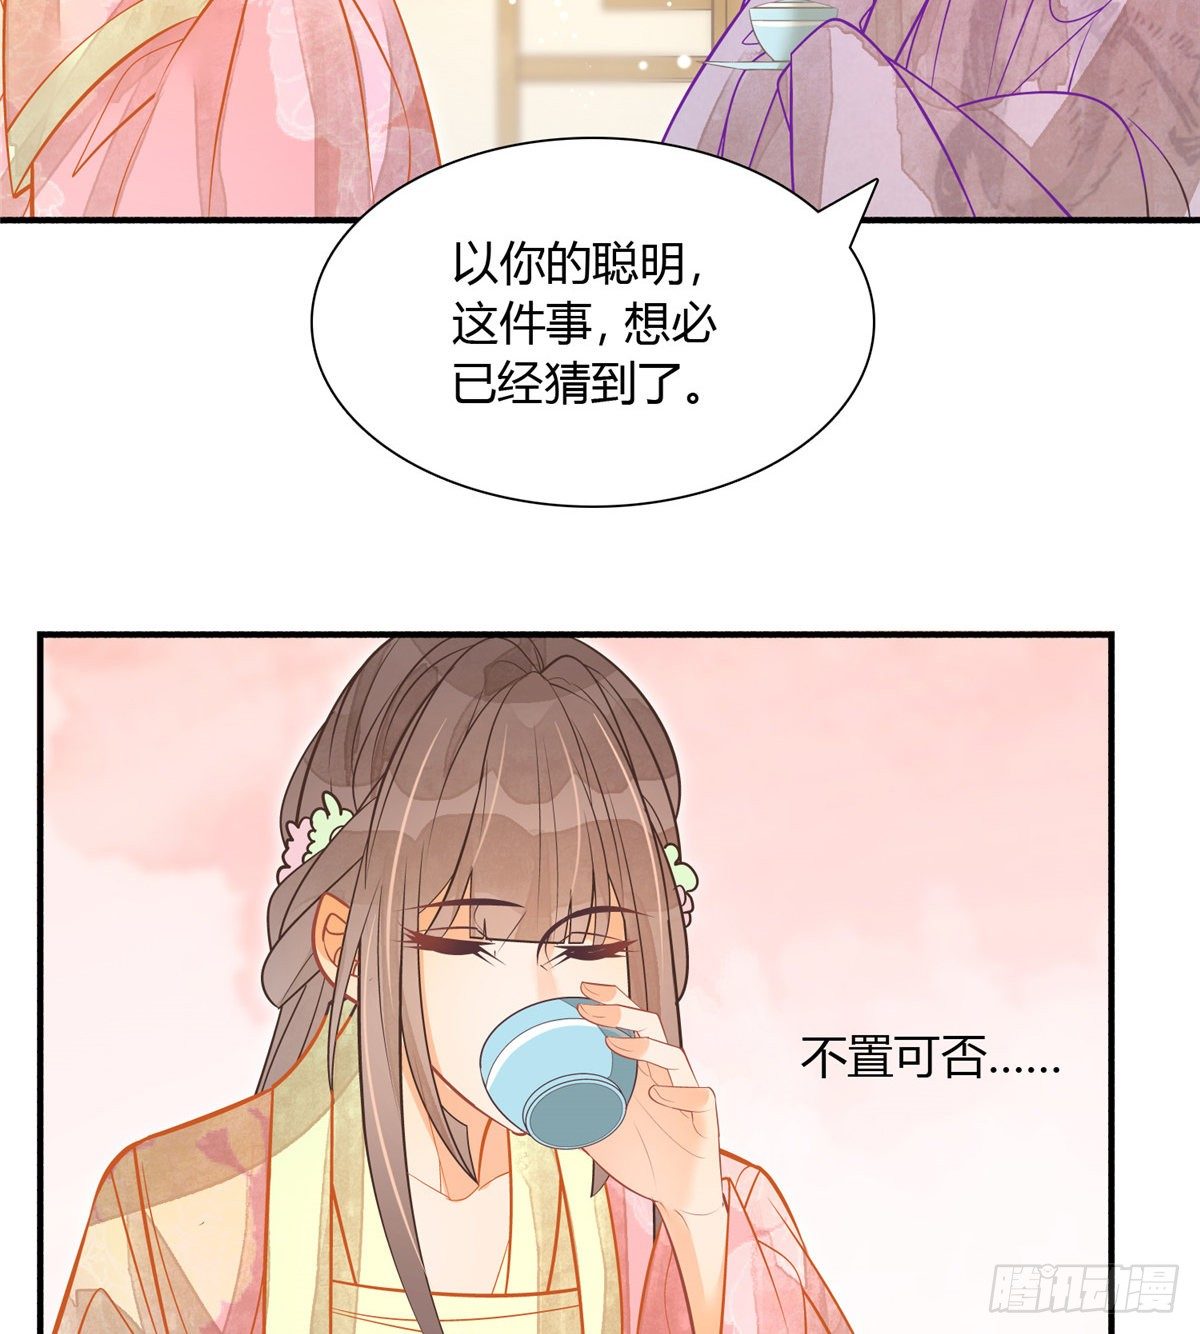 以你的聪明，
这件事，想必
已经猜到了。
不置可否……
腾讯动漫